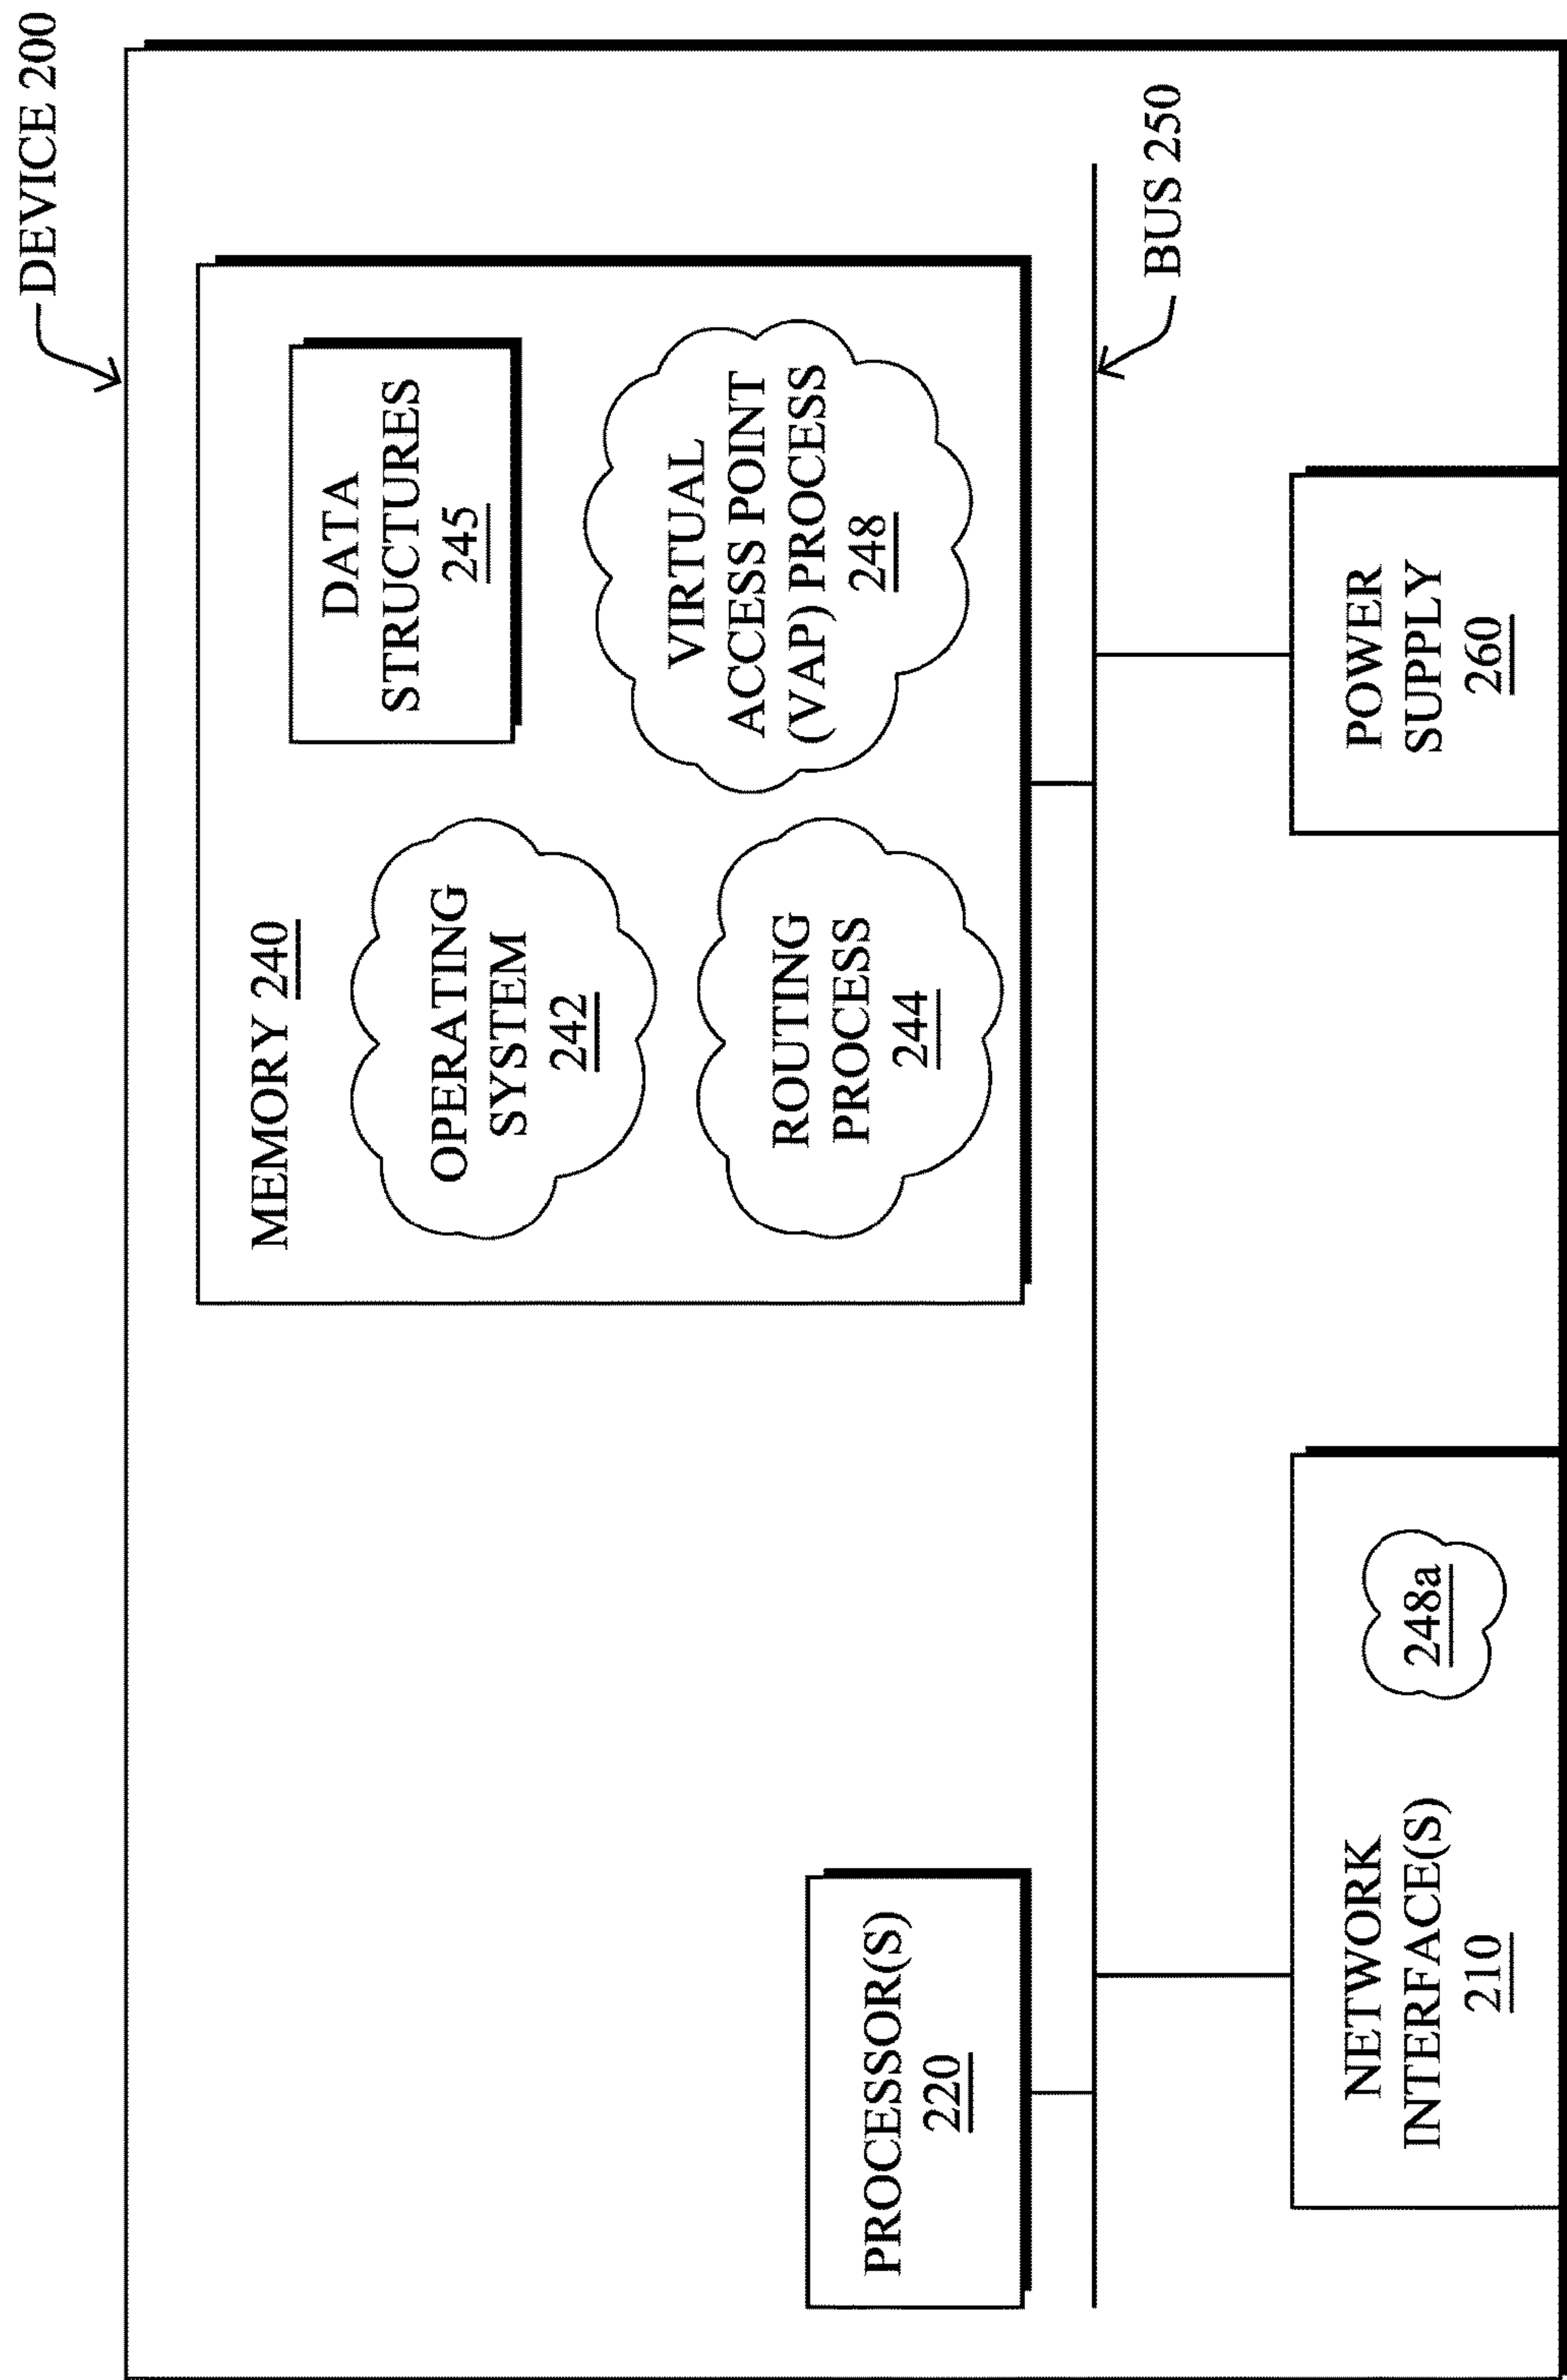 DEVICE 200
MEMORY 240
OPERATING
SYSTEM
242
DATA
STRUCTURES
245
ROUTING
PROCESS
244
VIRTUAL
ACCESS POINT
(VAP) PROCESS
248
PROCESSOR(S)
220
BUS 250
NETWORK
INTERFACE(S)
210
248a
POWER
SUPPLY
260